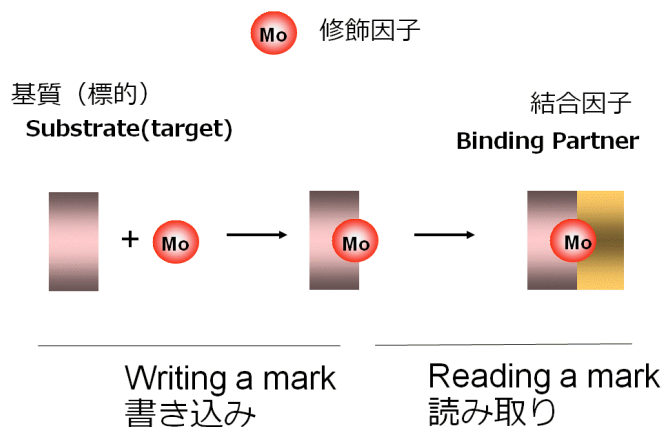 Mo 修飾因子
基質（標的）
Substrate(target)
結合因子
Binding Partner
+ Mo
Mo
Mo
Writing a mark
書き込み
Reading a mark
読み取り